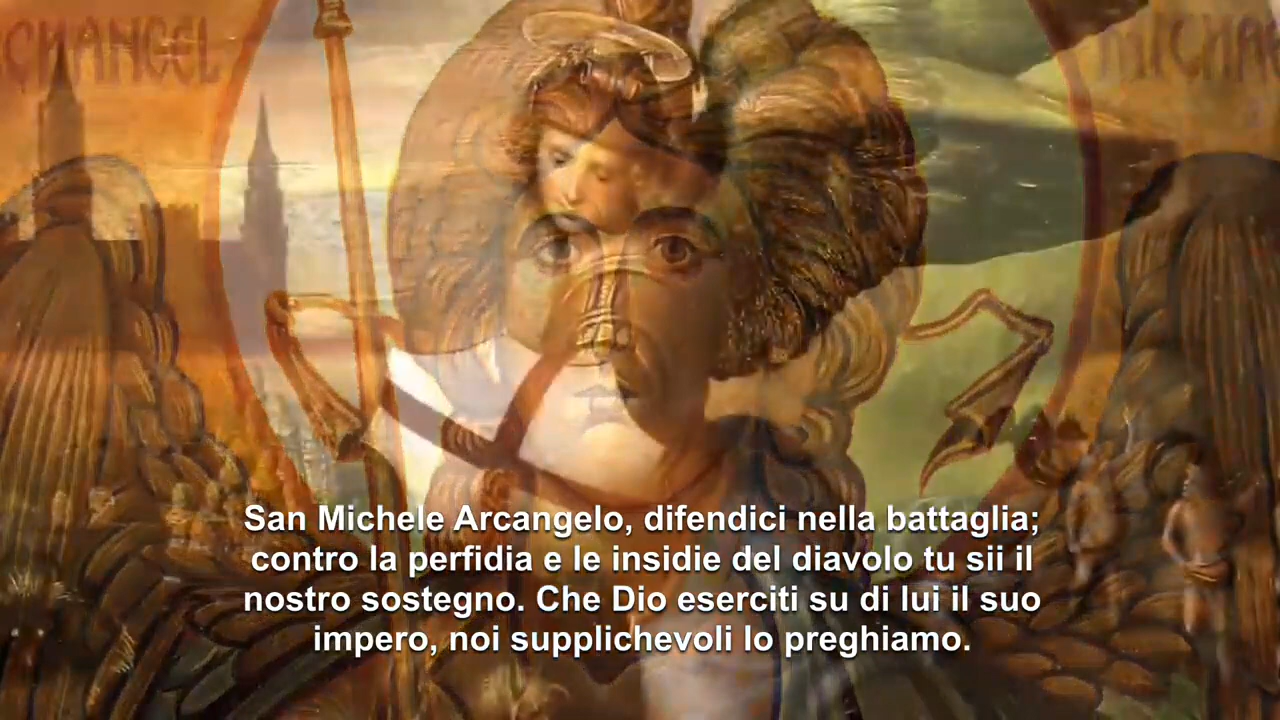 CHANGEL
MICHA
San Michele Arcangelo, difendici nella battaglia;
contro la perfidia e le insidie del diavolo tu sii il
nostro sostegno. Che Dio eserciti su di lui il suo
impero, noi supplichevoli lo preghiamo.